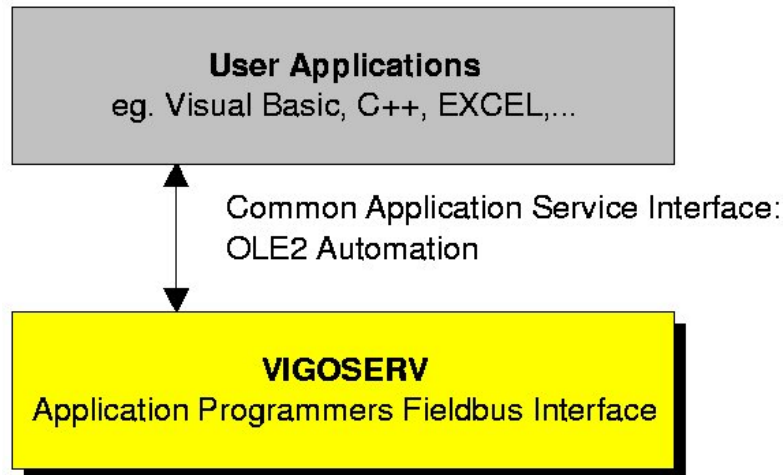 User Applications
eg. Visual Basic, C++, EXCEL,...
Common Application Service Interface:
OLE2 Automation
VIGOSERV
Application Programmers Fieldbus Interface